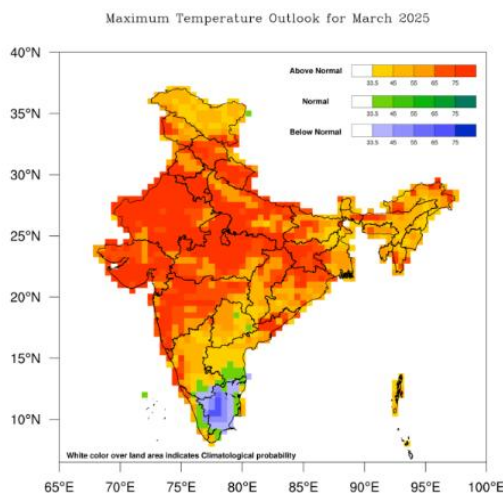 Maximum Temperature Outlook for March 2025
40°N
35°N
30°N
25°N
20°N
15°N
10°N
Above Normal
33.5 45 55 65 75
Normal
33.5 45 55 65 75
Below Normal
33.5 45 55 65 75
White color over land area indicates Climatological probability
65°E 70°E 75°E 80°E 85°E 90°E 95°E 100°E